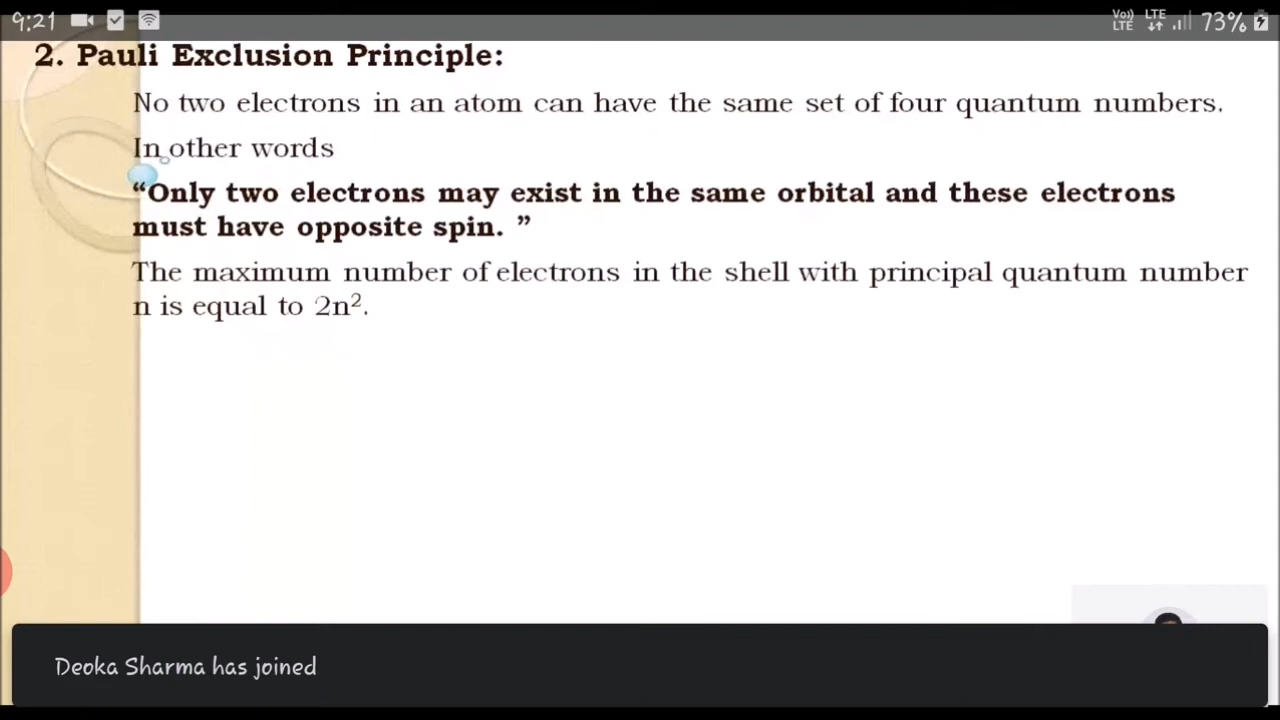 9:21
Vo)) LTE LTE 73%
2. Pauli Exclusion Principle:
No two electrons in an atom can have the same set of four quantum numbers.
In other words
“Only two electrons may exist in the same orbital and these electrons
must have opposite spin. ”
The maximum number of electrons in the shell with principal quantum number
n is equal to 2n².
Deoka Sharma has joined